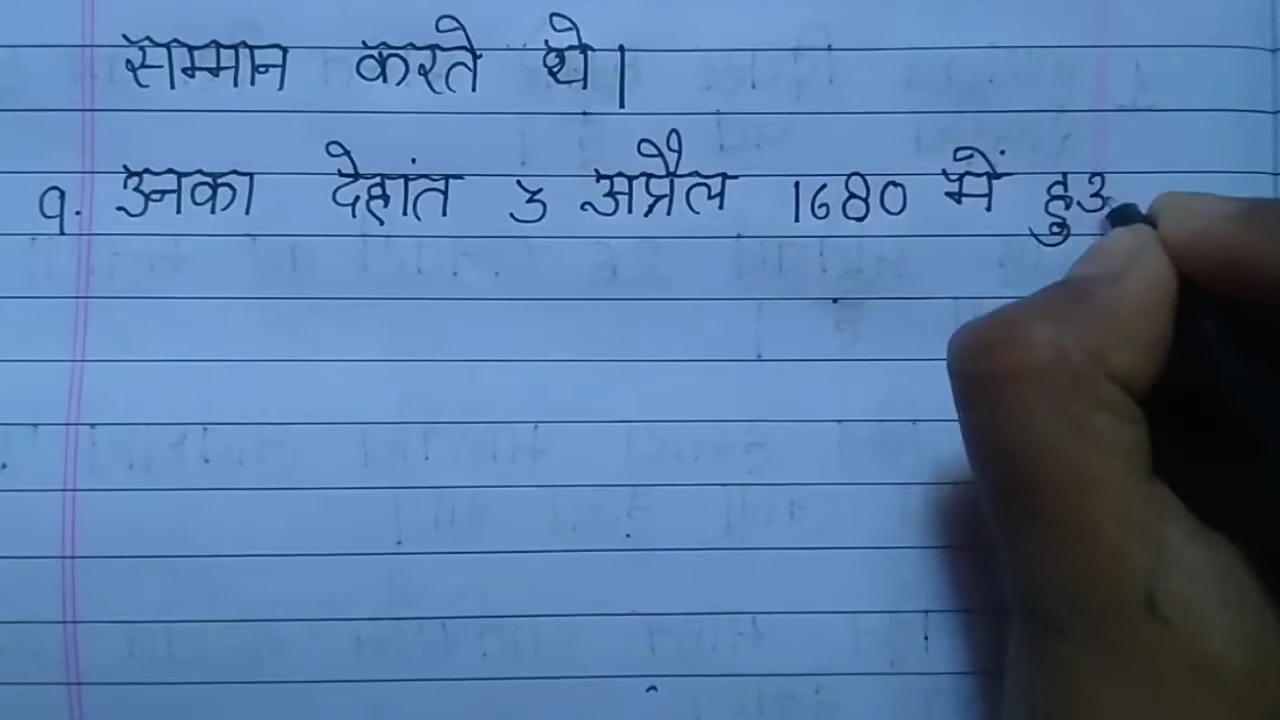 सम्मान करते थे।
9. उनका देहांत 3 अप्रैल 1680 में हुउ